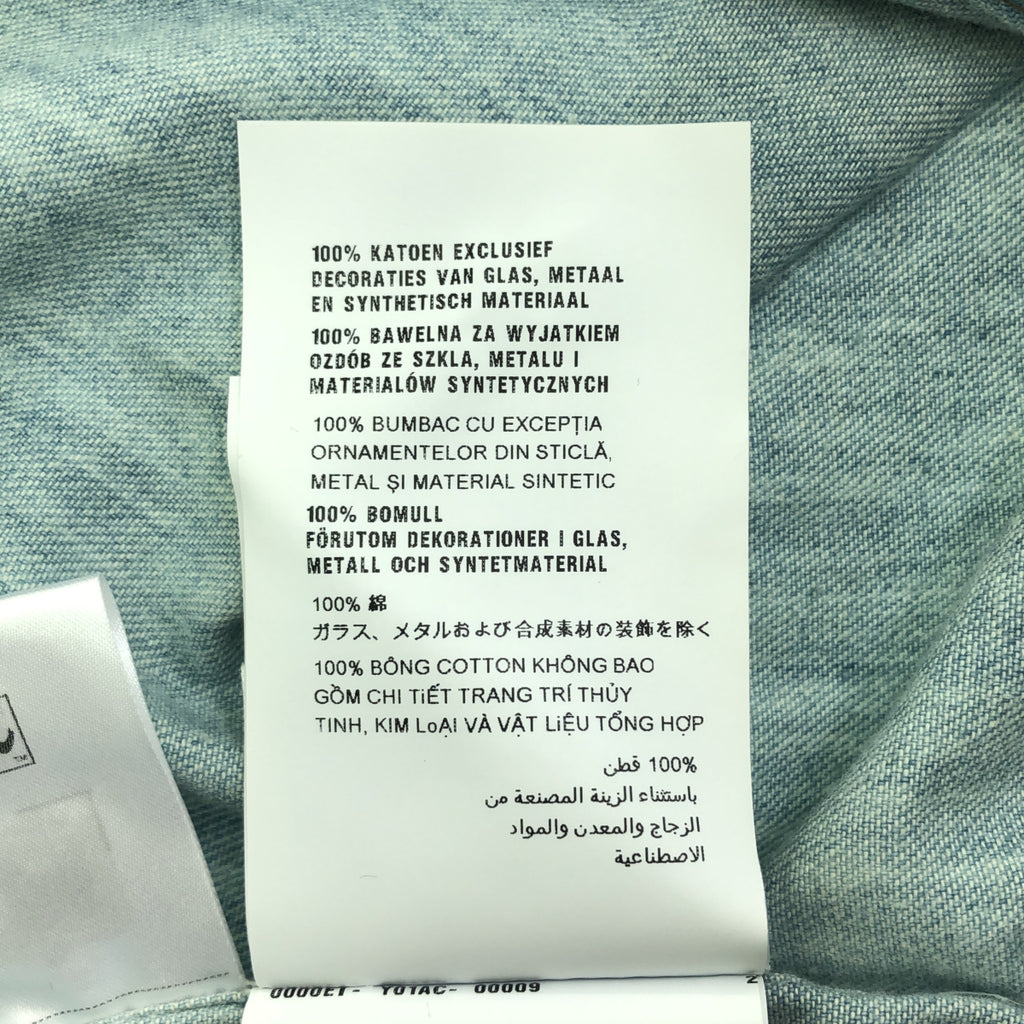 100% KATOEN EXCLUSIEF
DECORATIES VAN GLAS, METAAL
EN SYNTHETISCH MATERIAAL
100% BAWELNA ZA WYJATKIEM
OZDÓB ZE SZKLA, METALU I
MATERIALÓW SYNTETYCZNYCH
100% BUMBAC CU EXCEPȚIA
ORNAMENTELOR DIN STICLĂ,
METAL ȘI MATERIAL SINTETIC
100% BOMULL
FÖRUTOM DEKORATIONER I GLAS,
METALL OCH SYNTETMATERIAL
100% 綿
ガラス、メタルおよび合成素材の装飾を除く
100% BÔNG COTTON KHÔNG BAO
GỒM CHI TiẾT TRANG TRÍ THỦY
TINH, KIM LoẠI VÀ VẬT LiỆU TỔNG HỢP
100% قطن
باستثناء الزينة المصنعة من
الزجاج والمعدن والمواد
الاصطناعية
TM